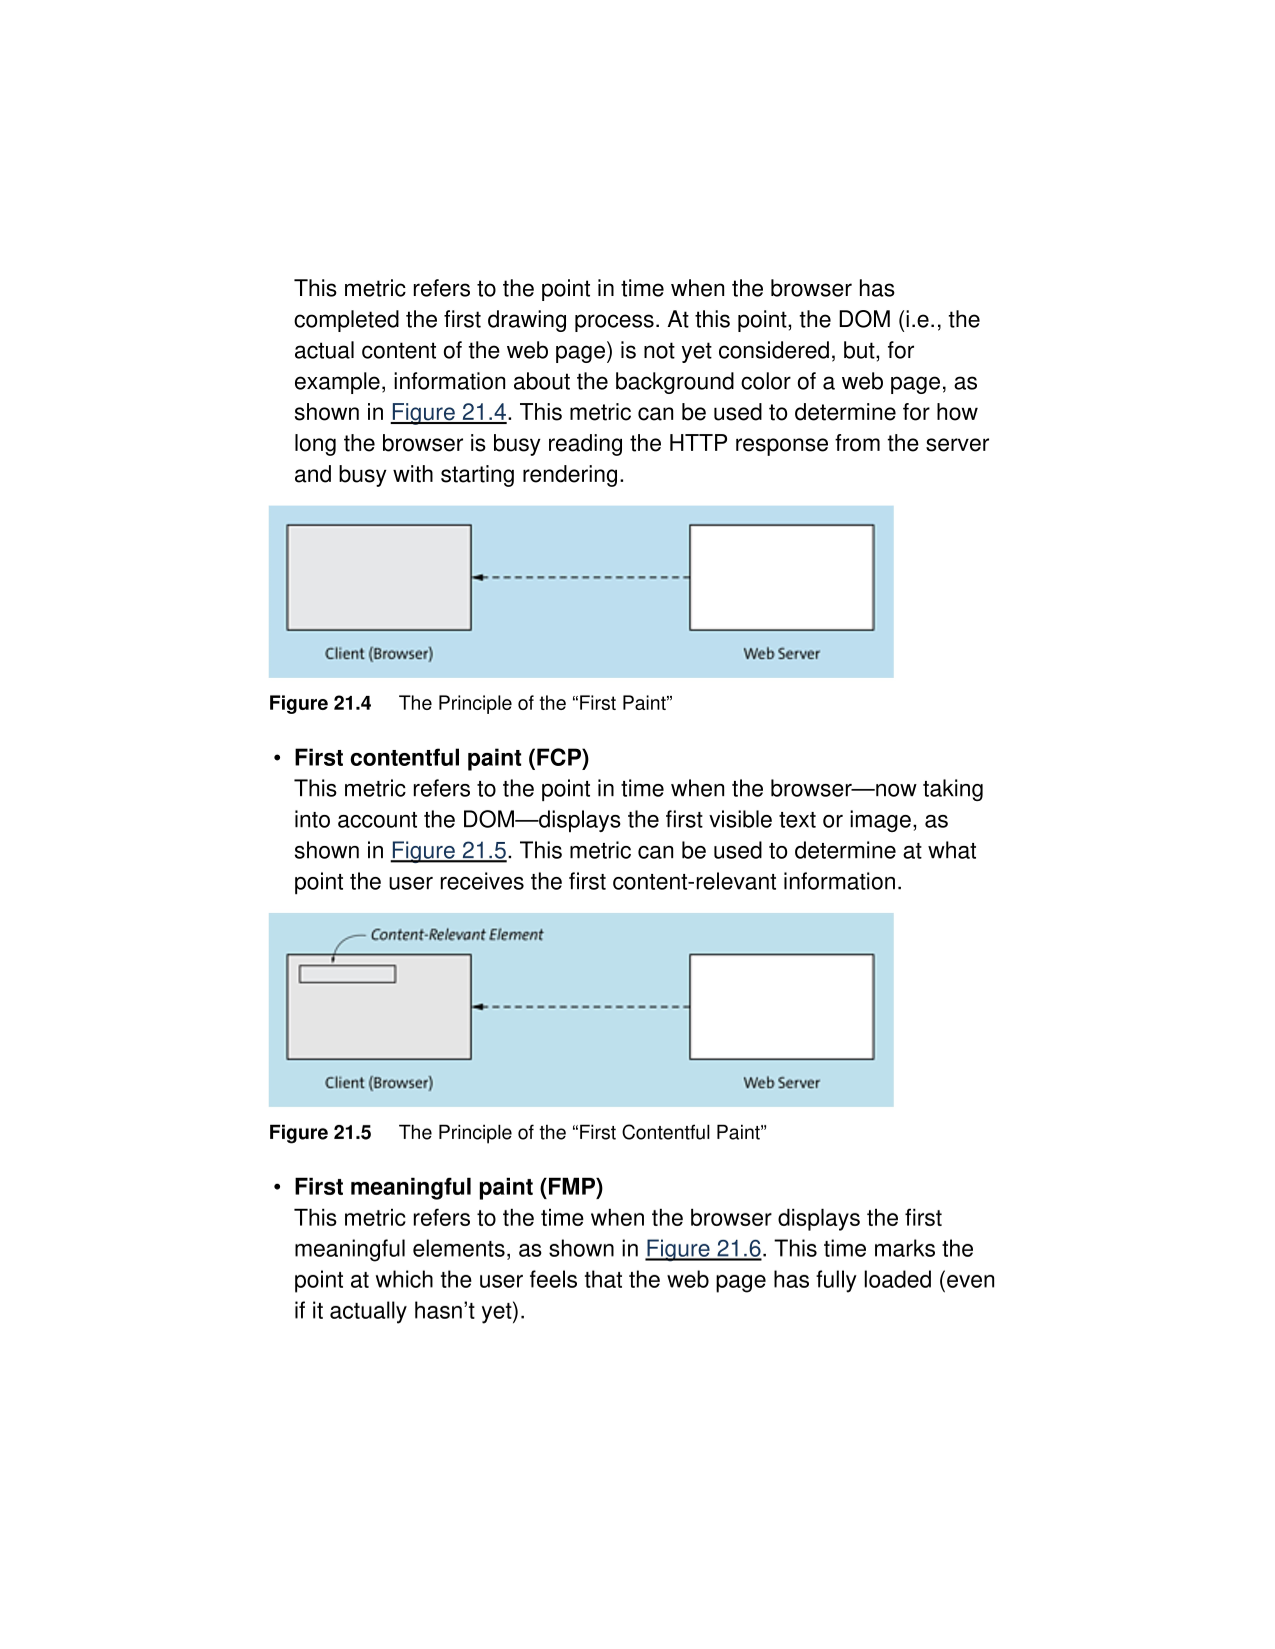 This metric refers to the point in time when the browser has
completed the first drawing process. At this point, the DOM (i.e., the
actual content of the web page) is not yet considered, but, for
example, information about the background color of a web page, as
shown in Figure 21.4. This metric can be used to determine for how
long the browser is busy reading the HTTP response from the server
and busy with starting rendering.
Client (Browser) Web Server
Figure 21.4 The Principle of the “First Paint”
• First contentful paint (FCP)
This metric refers to the point in time when the browser—now taking
into account the DOM—displays the first visible text or image, as
shown in Figure 21.5. This metric can be used to determine at what
point the user receives the first content-relevant information.
Content-Relevant Element
Client (Browser) Web Server
Figure 21.5 The Principle of the “First Contentful Paint”
• First meaningful paint (FMP)
This metric refers to the time when the browser displays the first
meaningful elements, as shown in Figure 21.6. This time marks the
point at which the user feels that the web page has fully loaded (even
if it actually hasn’t yet).